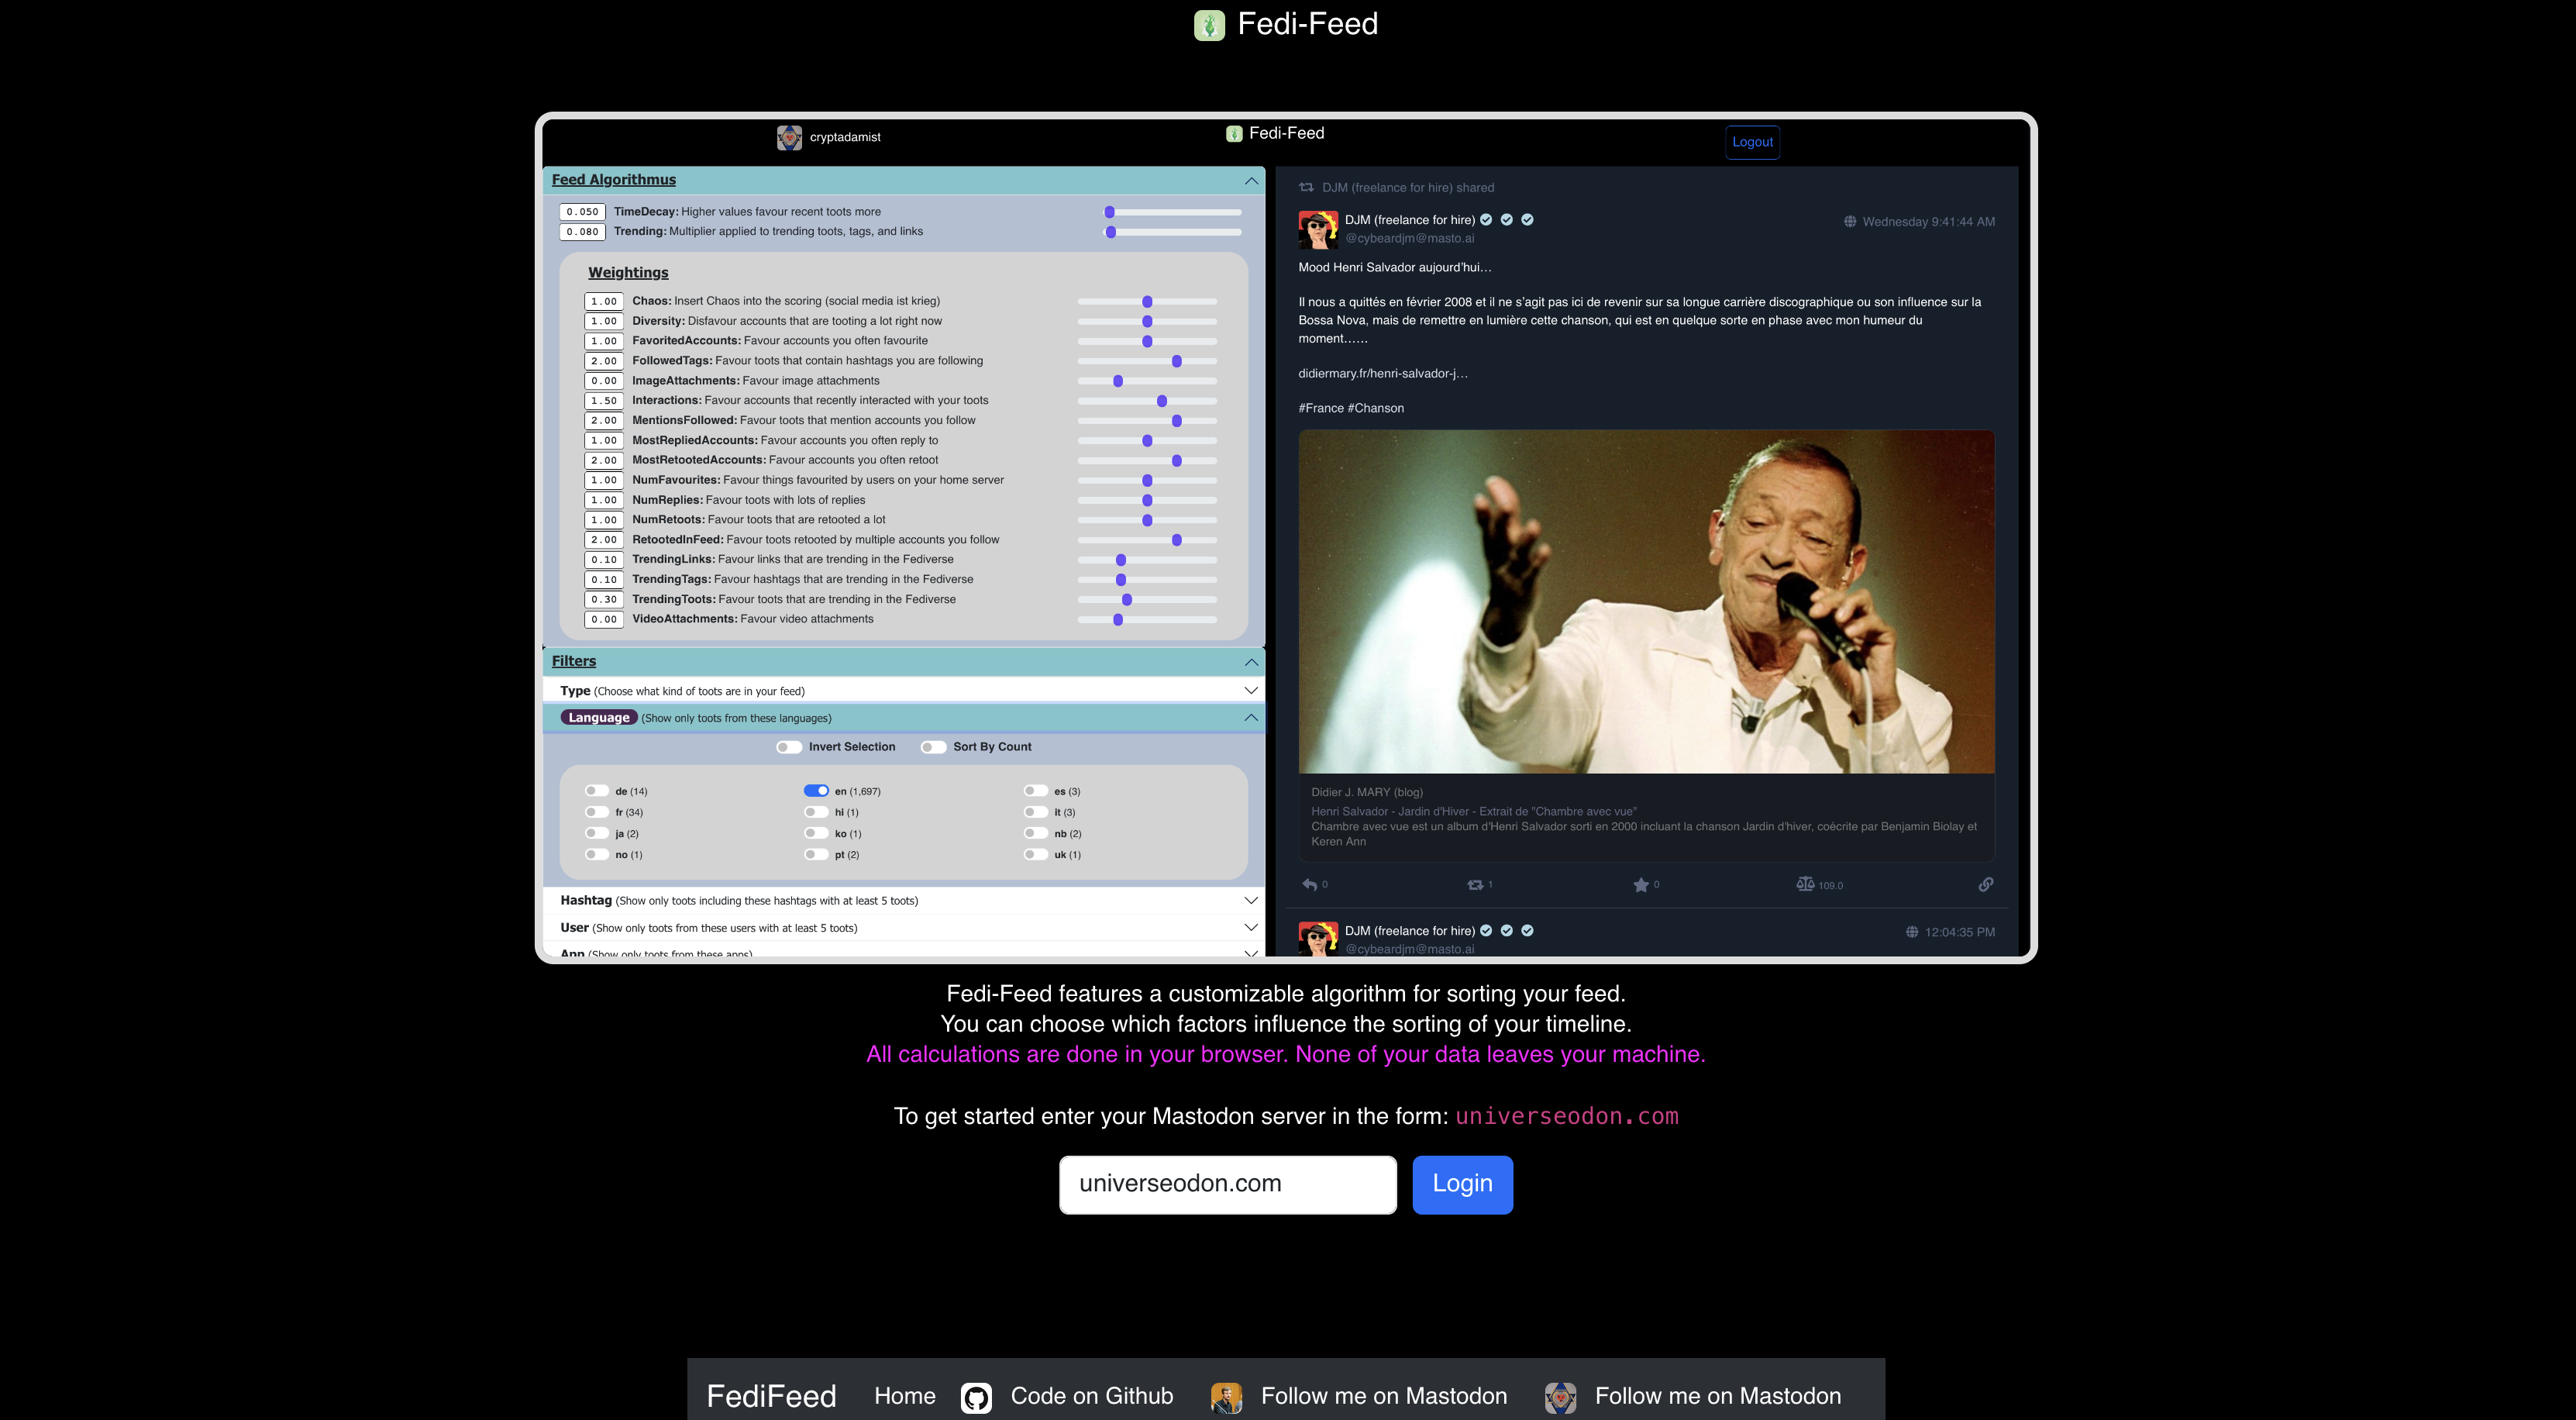 Fedi-Feed
cryptadamist
Fedi-Feed
Logout
Feed Algorithmus
0.050 TimeDecay: Higher values favour recent toots more
0.080 Trending: Multiplier applied to trending toots, tags, and links
Weightings
1.00 Chaos: Insert Chaos into the scoring (social media ist krieg)
1.00 Diversity: Disfavour accounts that are tooting a lot right now
1.00 FavoritedAccounts: Favour accounts you often favourite
2.00 FollowedTags: Favour toots that contain hashtags you are following
0.00 ImageAttachments: Favour image attachments
1.50 Interactions: Favour accounts that recently interacted with your toots
2.00 MentionsFollowed: Favour toots that mention accounts you follow
1.00 MostRepliedAccounts: Favour accounts you often reply to
2.00 MostRetootedAccounts: Favour accounts you often retoot
1.00 NumFavourites: Favour things favourited by users on your home server
1.00 NumReplies: Favour toots with lots of replies
1.00 NumRetoots: Favour toots that are retooted a lot
2.00 RetootedInFeed: Favour toots retooted by multiple accounts you follow
0.10 TrendingLinks: Favour links that are trending in the Fediverse
0.10 TrendingTags: Favour hashtags that are trending in the Fediverse
0.30 TrendingToots: Favour toots that are trending in the Fediverse
0.00 VideoAttachments: Favour video attachments
Filters
Type (Choose what kind of toots are in your feed)
Language (Show only toots from these languages)
Invert Selection Sort By Count
de (14) en (1,697) es (3)
fr (34) hi (1) it (3)
ja (2) ko (1) nb (2)
no (1) pt (2) uk (1)
Hashtag (Show only toots including these hashtags with at least 5 toots)
User (Show only toots from these users with at least 5 toots)
App (Show only toots from these apps)
DJM (freelance for hire) shared
DJM (freelance for hire)
Wednesday 9:41:44 AM
@cybeardjm@masto.ai
Mood Henri Salvador aujourd'hui…
Il nous a quittés en février 2008 et il ne s'agit pas ici de revenir sur sa longue carrière discographique ou son influence sur la
Bossa Nova, mais de remettre en lumière cette chanson, qui est en quelque sorte en phase avec mon humeur du
moment……
didiermary.fr/henri-salvador-j…
#France #Chanson
Didier J. MARY (blog)
Henri Salvador - Jardin d'Hiver - Extrait de "Chambre avec vue"
Chambre avec vue est un album d'Henri Salvador sorti en 2000 incluant la chanson Jardin d'hiver, coécrite par Benjamin Biolay et
Keren Ann
0 1 0 109.0
DJM (freelance for hire)
12:04:35 PM
@cybeardjm@masto.ai
Fedi-Feed features a customizable algorithm for sorting your feed.
You can choose which factors influence the sorting of your timeline.
All calculations are done in your browser. None of your data leaves your machine.
To get started enter your Mastodon server in the form: universeodon.com
universeodon.com Login
FediFeed Home Code on Github Follow me on Mastodon Follow me on Mastodon